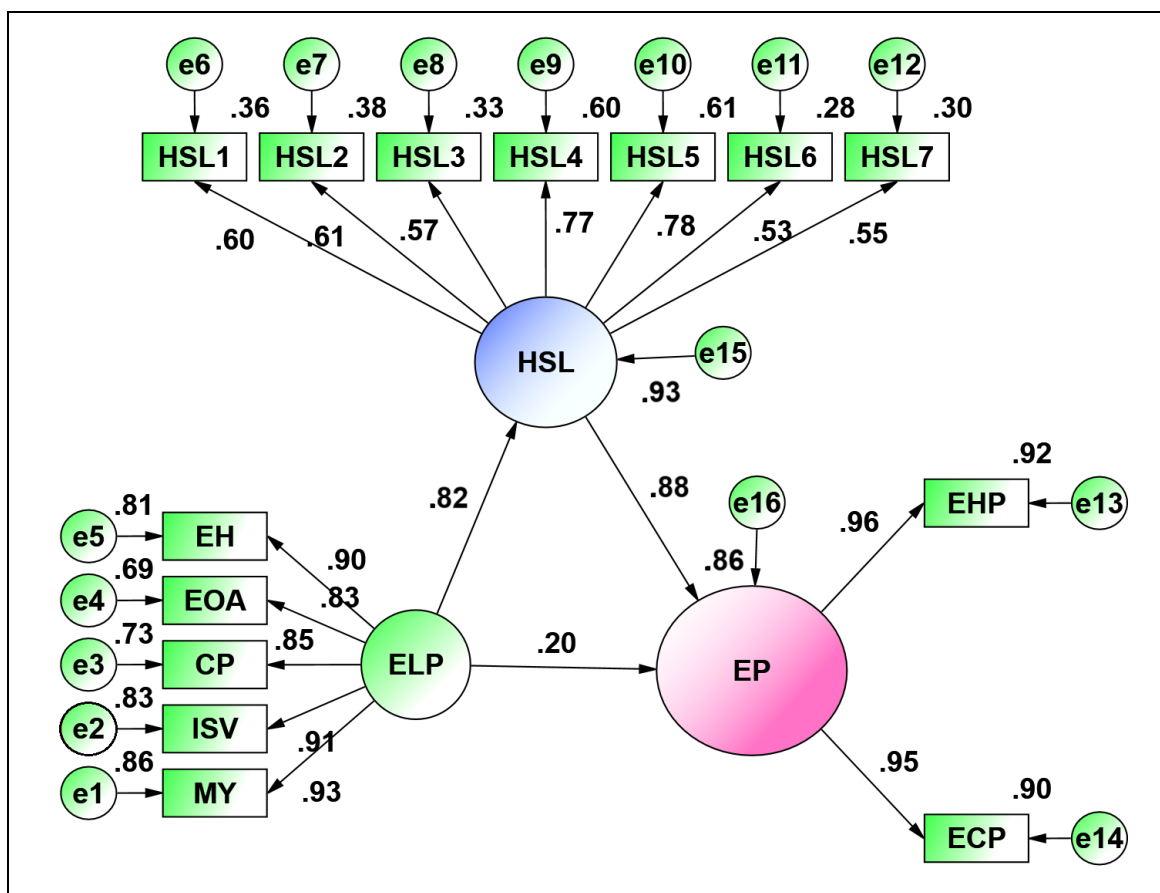 e6 e7 e8 e9 e10 e11 e12
.36 .38 .33 .60 .61 .28 .30
HSL1 HSL2 HSL3 HSL4 HSL5 HSL6 HSL7
.60 .61 .57 .77 .78 .53 .55
HSL
e15
.93
.82
.88
e16
.86
.92
EHP
e13
.96
.81
e5
EH
.90
.69
e4
EOA
.83
.73
e3
CP
.85
ELP
.20
EP
.83
e2
ISV
.91
.86
e1
MY
.93
.95
.90
ECP
e14